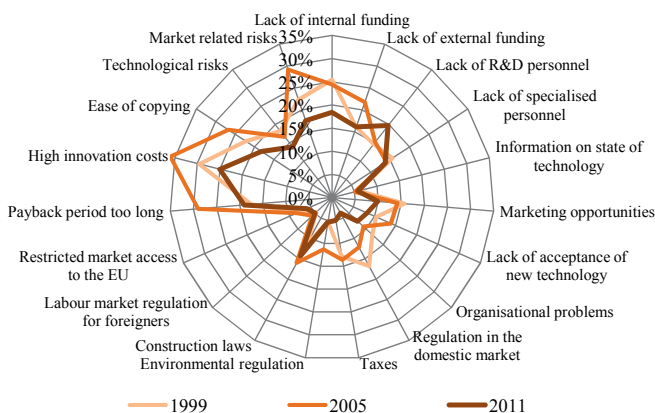 Lack of internal funding
35%
30%
25%
20%
15%
10%
5%
0%
Lack of external funding
Lack of R&D personnel
Lack of specialised
personnel
Information on state of
technology
Marketing opportunities
Lack of acceptance of
new technology
Organisational problems
Regulation in the
domestic market
Taxes
Environmental regulation
Construction laws
Labour market regulation
for foreigners
Restricted market access
to the EU
Payback period too long
High innovation costs
Ease of copying
Technological risks
Market related risks
1999
2005
2011